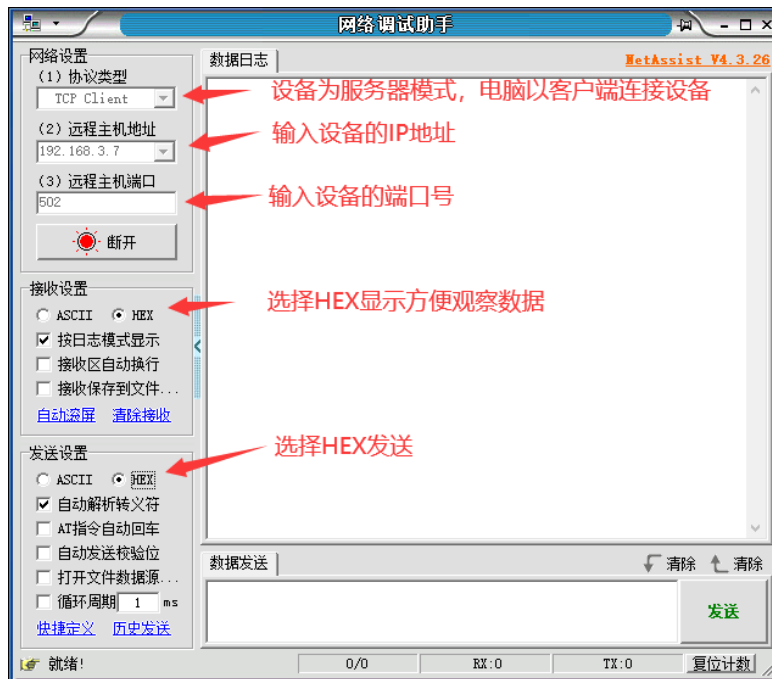 网络调试助手
网络设置
(1) 协议类型
TCP Client
(2) 远程主机地址
192.168.3.7
(3) 远程主机端口
502
断开
接收设置
ASCII HEX
按日志模式显示
接收区自动换行
接收保存到文件...
自动滚屏 清除接收
发送设置
ASCII HEX
自动解析转义符
AT指令自动回车
自动发送校验位
打开文件数据源...
循环周期 1 ms
快捷定义 历史发送
数据日志
NetAssist V4.3.26
设备为服务器模式，电脑以客户端连接设备
输入设备的IP地址
输入设备的端口号
选择HEX显示方便观察数据
选择HEX发送
数据发送
清除 清除
发送
就绪!
0/0
RX:0
TX:0
复位计数